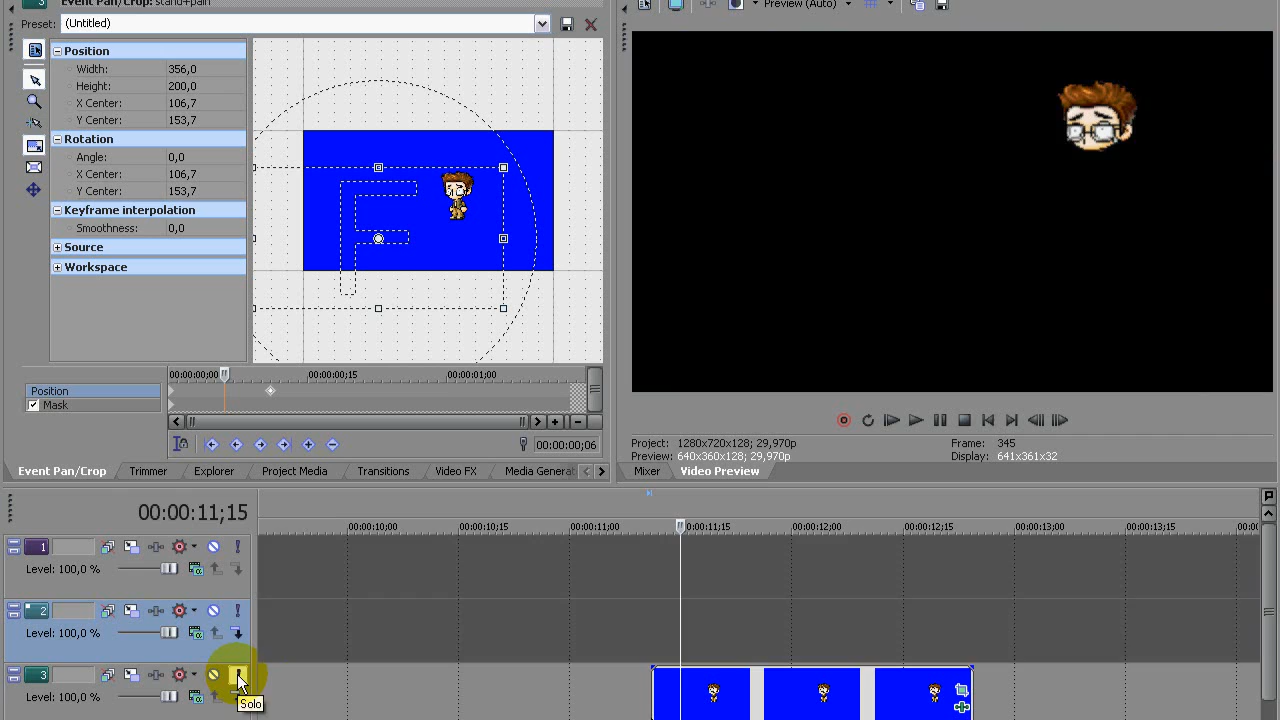 3 Event Pan/Crop: stand+pain
Preview (Auto)
Preset: (Untitled)
Position
Width: 356,0
Height: 200,0
X Center: 106,7
Y Center: 153,7
Rotation
Angle: 0,0
X Center: 106,7
Y Center: 153,7
Keyframe interpolation
Smoothness: 0,0
Source
Workspace
00:00:00;00 00:00:00;15 00:00:01;00
Position
Mask
00:00:00;06
Project: 1280x720x128; 29,970p Frame: 345
Preview: 640x360x128; 29,970p Display: 641x361x32
Event Pan/Crop Trimmer Explorer Project Media Transitions Video FX Media Generat
Mixer Video Preview
00:00:11;15
00:00:10;00 00:00:10;15 00:00:11;00 00:00:11;15 00:00:12;00 00:00:12;15 00:00:13;00 00:00:13;15
1
Level: 100,0 %
2
Level: 100,0 %
3
Level: 100,0 %
Solo